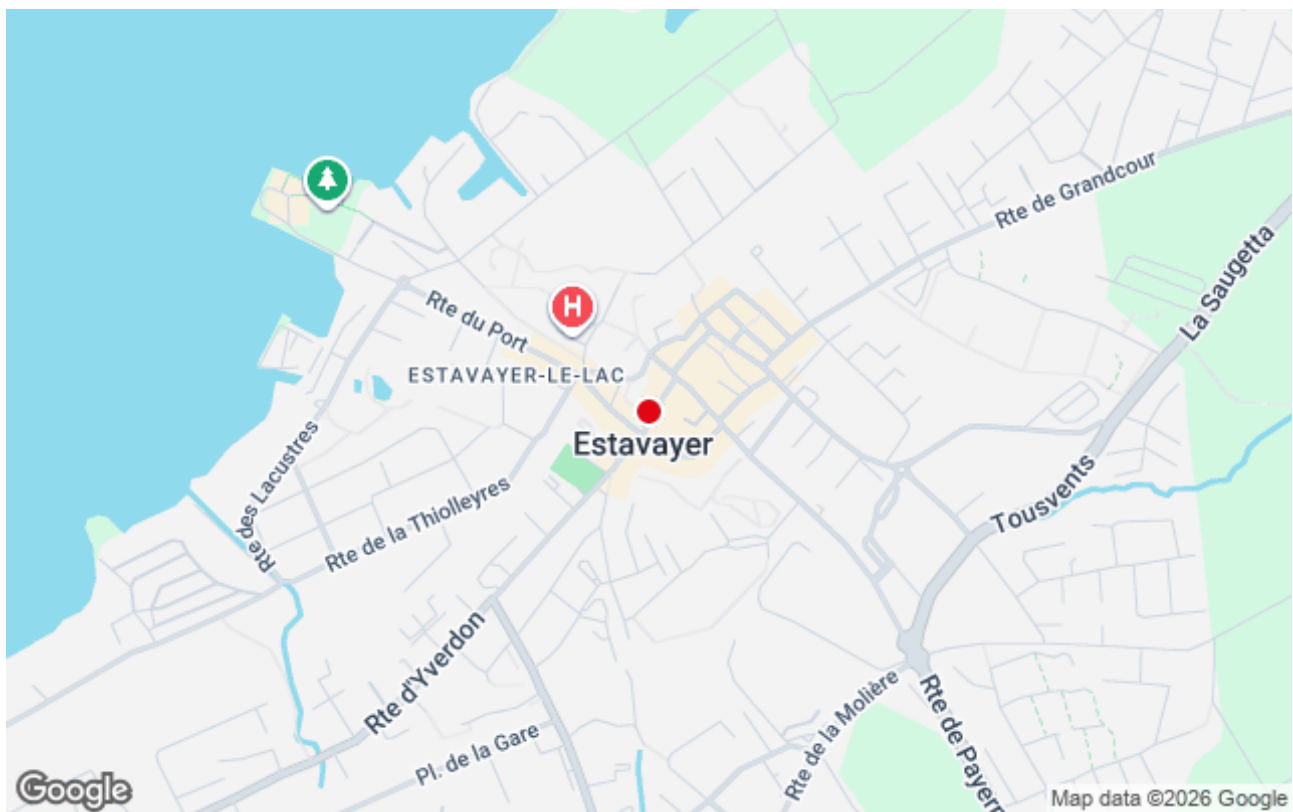 Rte de Grandcour
La Saugetta
Rte du Port
H
ESTAVAYER-LE-LAC
Estavayer
Rte des Lacustres
Rte de la Thiolleyres
Tousvents
Rte d'Yverdon
Rte de la Molière
Rte de Payern
Pl. de la Gare
Google
Map data ©2026 Google